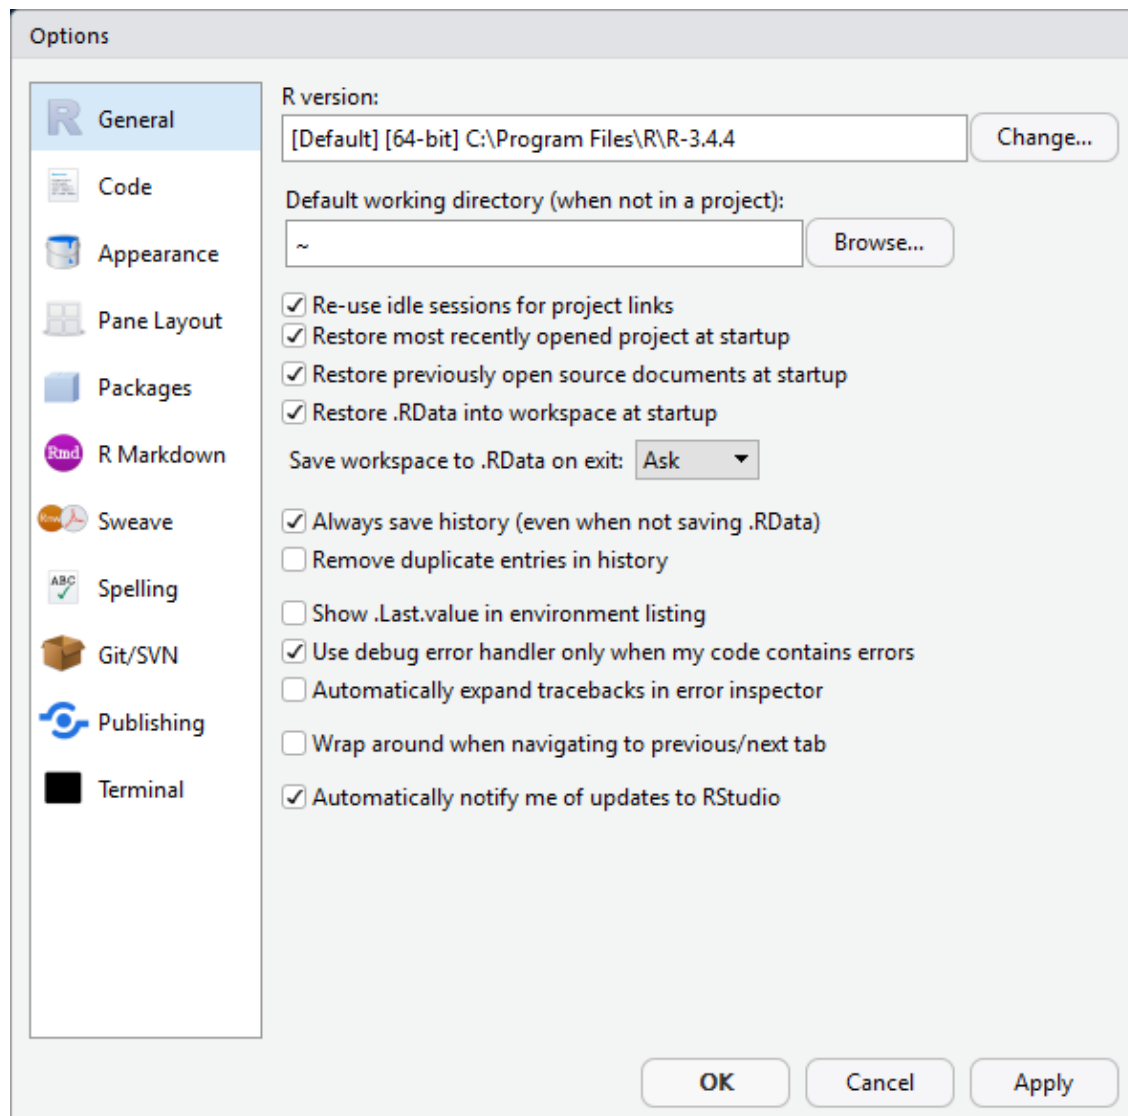 Options
General
Code
Appearance
Pane Layout
Packages
Rmd R Markdown
Rnw Sweave
ABC Spelling
Git/SVN
Publishing
Terminal
R version:
[Default] [64-bit] C:\Program Files\R\R-3.4.4
Change...
Default working directory (when not in a project):
~
Browse...
Re-use idle sessions for project links
Restore most recently opened project at startup
Restore previously open source documents at startup
Restore .RData into workspace at startup
Save workspace to .RData on exit: Ask
Always save history (even when not saving .RData)
Remove duplicate entries in history
Show .Last.value in environment listing
Use debug error handler only when my code contains errors
Automatically expand tracebacks in error inspector
Wrap around when navigating to previous/next tab
Automatically notify me of updates to RStudio
OK Cancel Apply